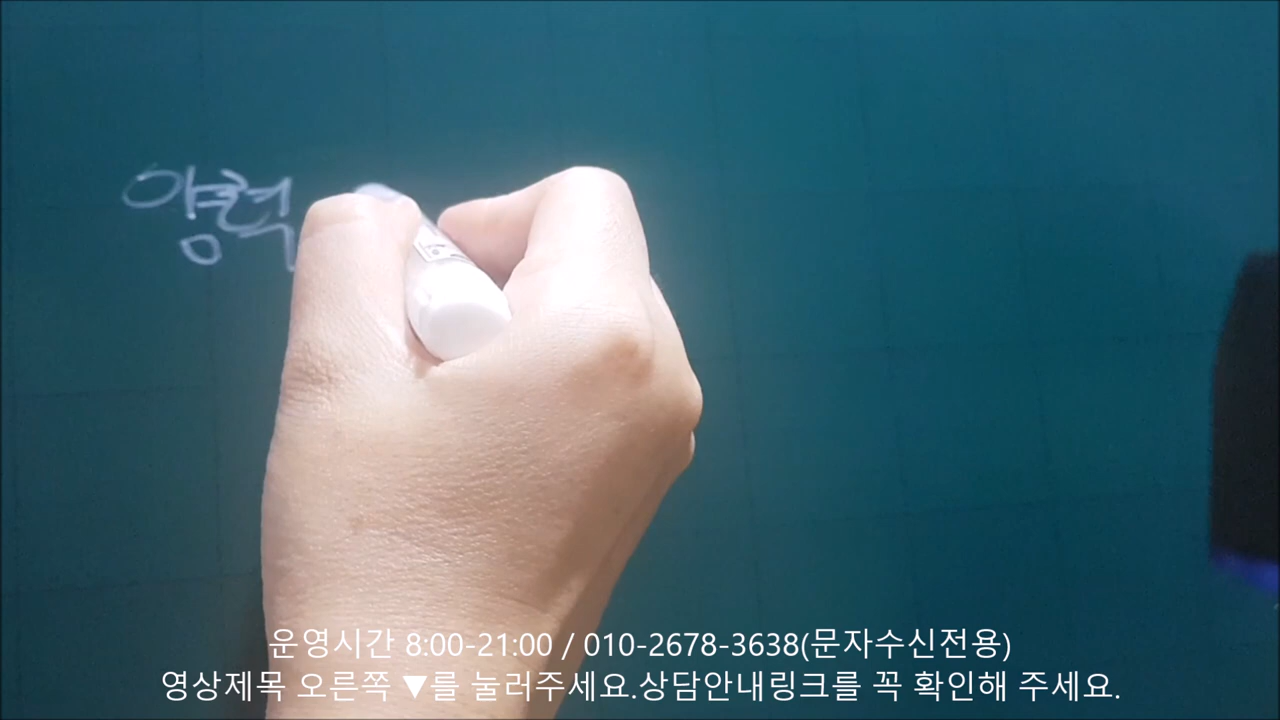 양력
운영시간 8:00-21:00 / 010-2678-3638(문자수신전용)
영상제목 오른쪽 ▼를 눌러주세요.상담안내링크를 꼭 확인해 주세요.